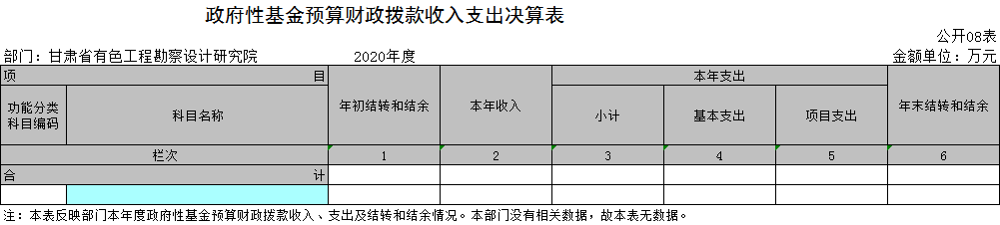 政府性基金预算财政拨款收入支出决算表
公开08表
部门：甘肃省有色工程勘察设计研究院 2020年度 金额单位：万元
项 目 年初结转和结余 本年收入 本年支出 年末结转和结余
功能分类科目编码 科目名称 小计 基本支出 项目支出
栏次 1 2 3 4 5 6
合 计
注：本表反映部门本年度政府性基金预算财政拨款收入、支出及结转和结余情况。本部门没有相关数据，故本表无数据。